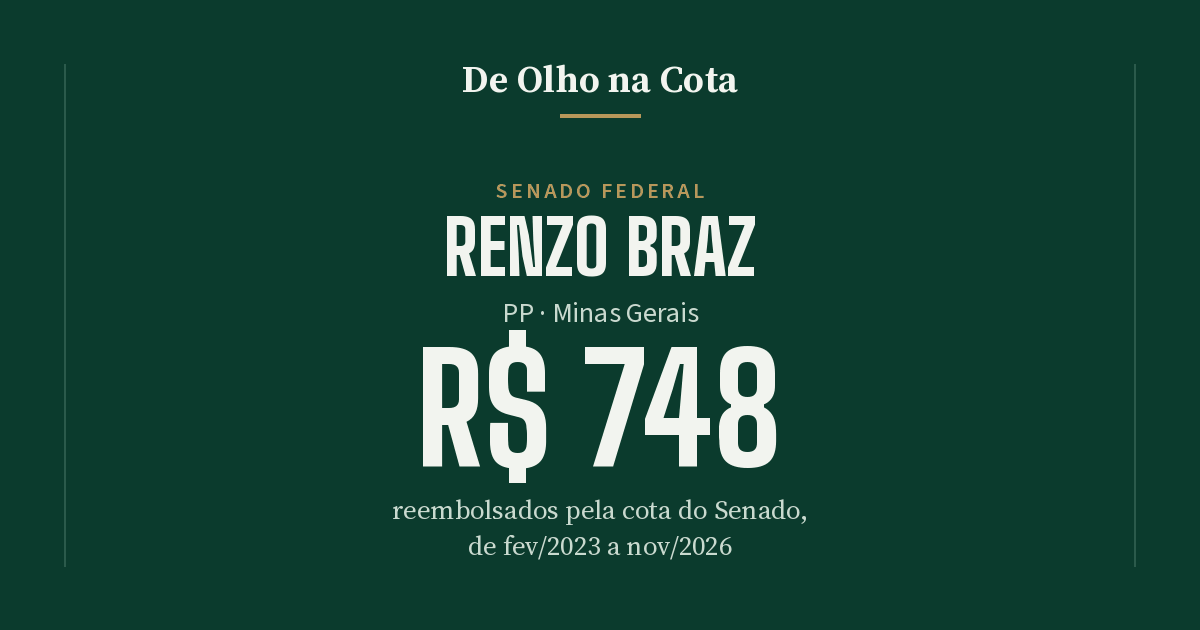 De Olho na Cota
SENADO FEDERAL
RENZO BRAZ
PP · Minas Gerais
R$ 748
reembolsados pela cota do Senado,
de fev/2023 a nov/2026